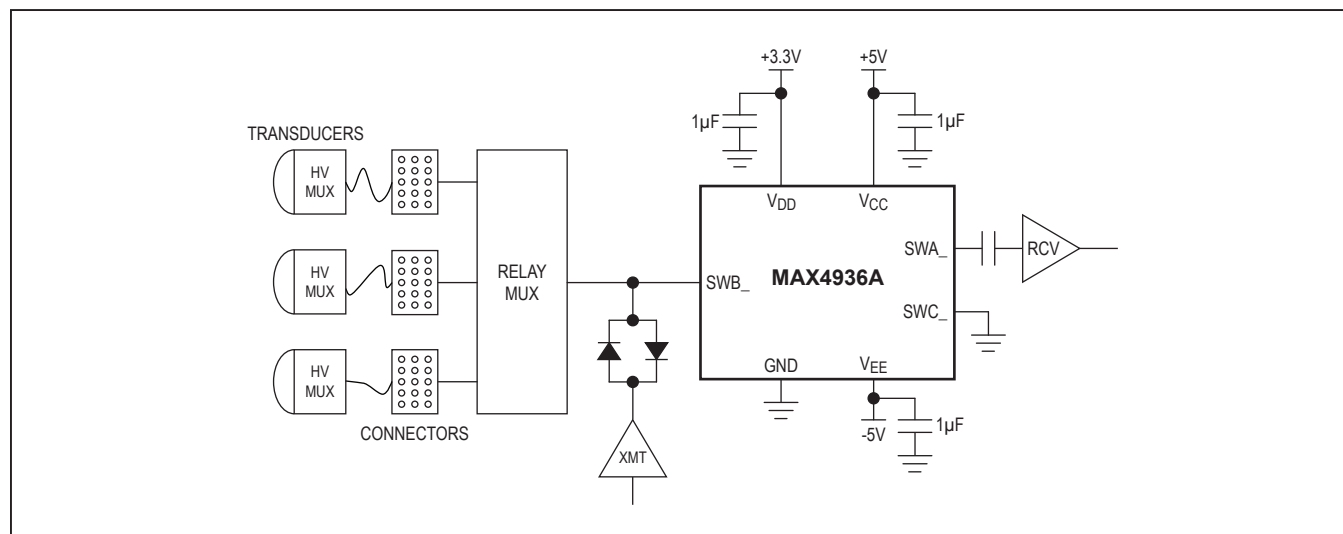 +3.3V
+5V
1µF
1µF
TRANSDUCERS
HV
MUX
VDD
VCC
RELAY
MUX
HV
MUX
SWB_
MAX4936A
SWA_
RCV
SWC_
HV
MUX
GND
VEE
CONNECTORS
-5V
1µF
XMT